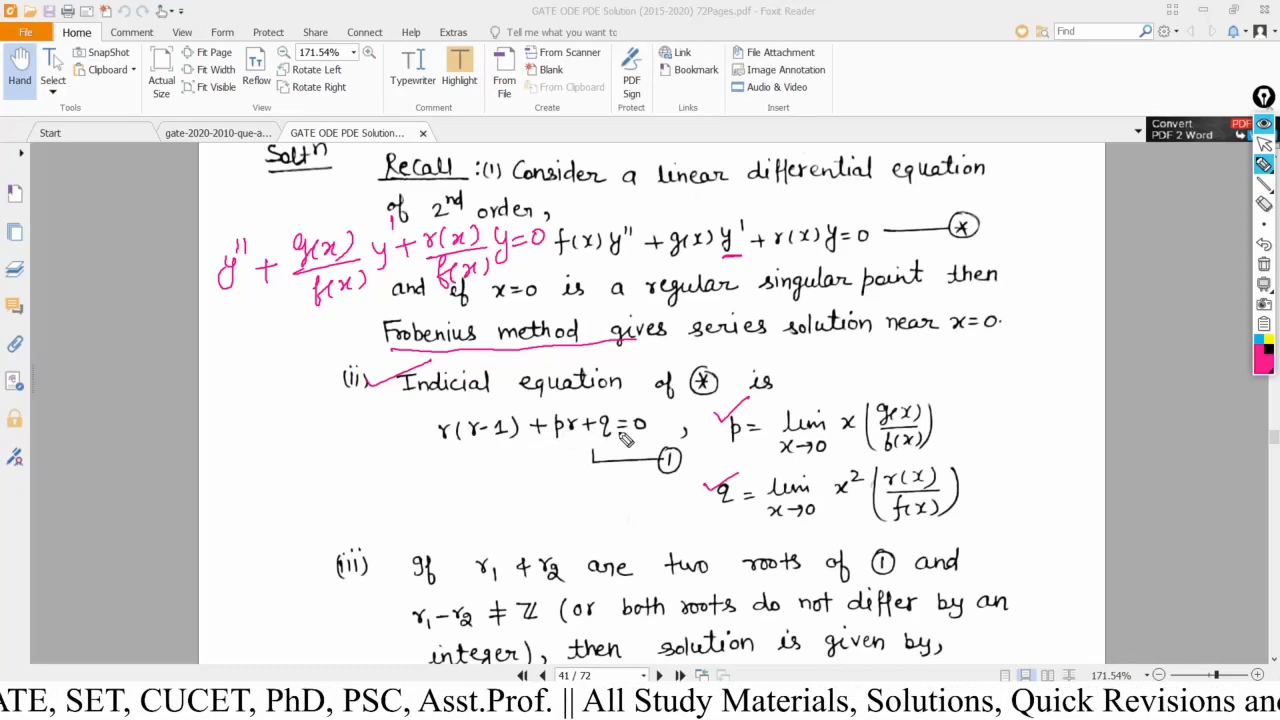 GATE ODE PDE Solution (2015-2020) 72Pages.pdf - Foxit Reader
File Home Comment View Form Protect Share Connect Help Extras Tell me what you want to Find
Hand Select SnapShot Clipboard Actual Size Fit Page Fit Width Fit Visible Reflow 171.54% Rotate Left Rotate Right Typewriter Highlight From File From Scanner Blank From Clipboard PDF Sign Link Bookmark File Attachment Image Annotation Audio & Video
Tools View Comment Create Protect Links Insert
Start gate-2020-2010-que-a... GATE ODE PDE Solution... Convert PDF 2 Word PDF
Soltn Recall :(1) Consider a linear differential equation
of 2nd order,
y'' + g(x)/f(x) y' + r(x)/f(x) y=0 f(x)y'' + g(x)y' + r(x)y=0 *
and if x=0 is a regular singular point then
Frobenius method gives series solution near x=0.
(ii) Indicial equation of * is
r(r-1)+pr+q=0 , p = lim x→0 x (g(x)/f(x))
1
q = lim x→0 x² (r(x)/f(x))
(iii) If r₁ & r₂ are two roots of 1 and
r₁-r₂ ≠ ℤ (or both roots do not differ by an
integer), then solution is given by,
41 / 72 171.54%
ATE, SET, CUCET, PhD, PSC, Asst.Prof. || All Study Materials, Solutions, Quick Revisions and